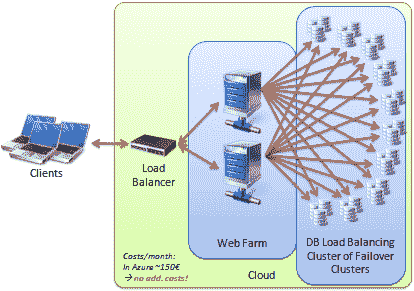 Clients
Load
Balancer
Web Farm
DB Load Balancing
Cluster of Failover
Clusters
Costs/month:
In Azure ~150€
→ no add. costs!
Cloud